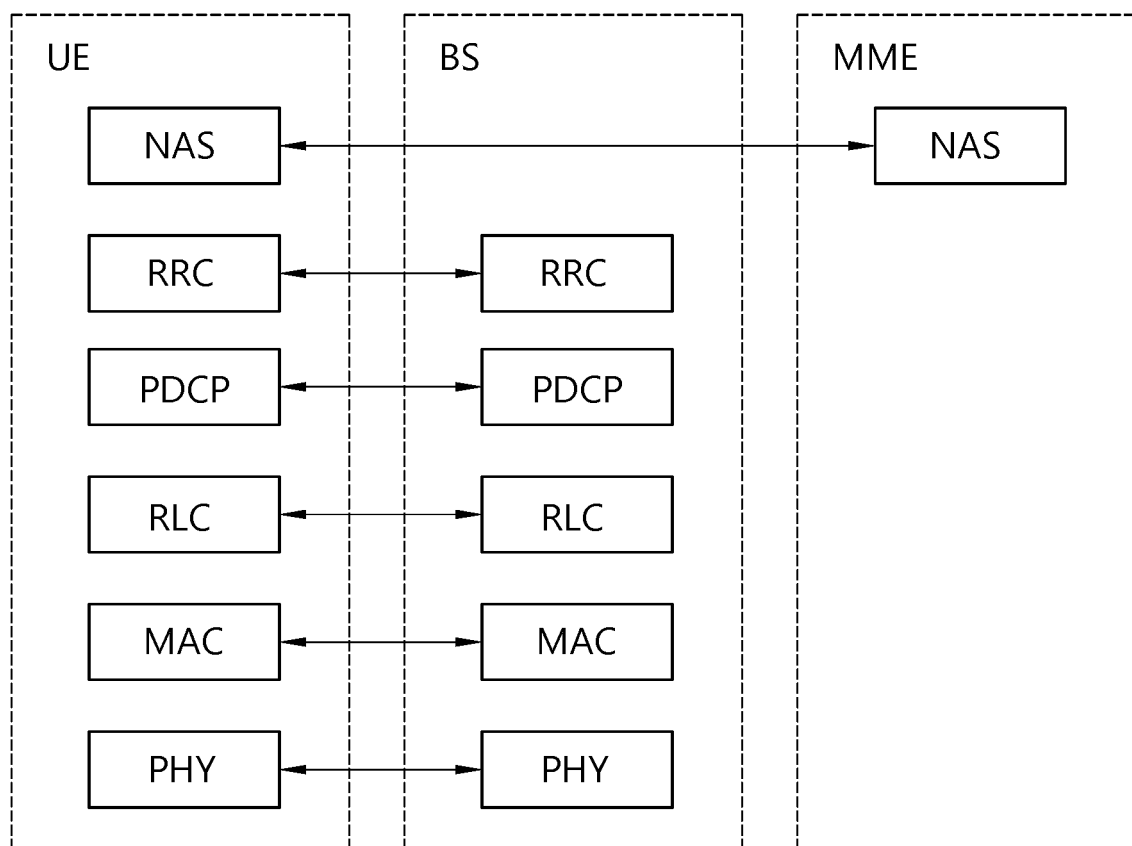 UE BS MME
NAS NAS
RRC RRC
PDCP PDCP
RLC RLC
MAC MAC
PHY PHY